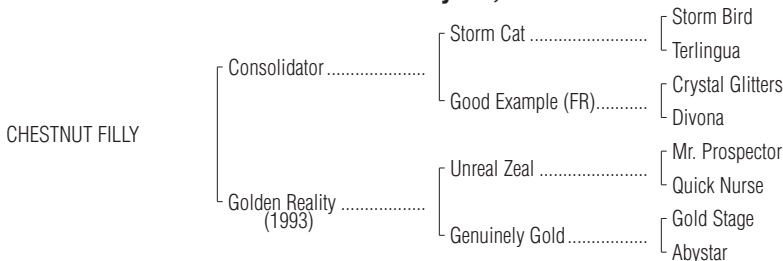 Storm Bird
Storm Cat ..............................
Terlingua
Consolidator .....................
Crystal Glitters
Good Example (FR)...........
Divona
CHESTNUT FILLY
Mr. Prospector
Unreal Zeal ...........................
Quick Nurse
Golden Reality ..................
(1993)
Gold Stage
Genuinely Gold.................
Abystar